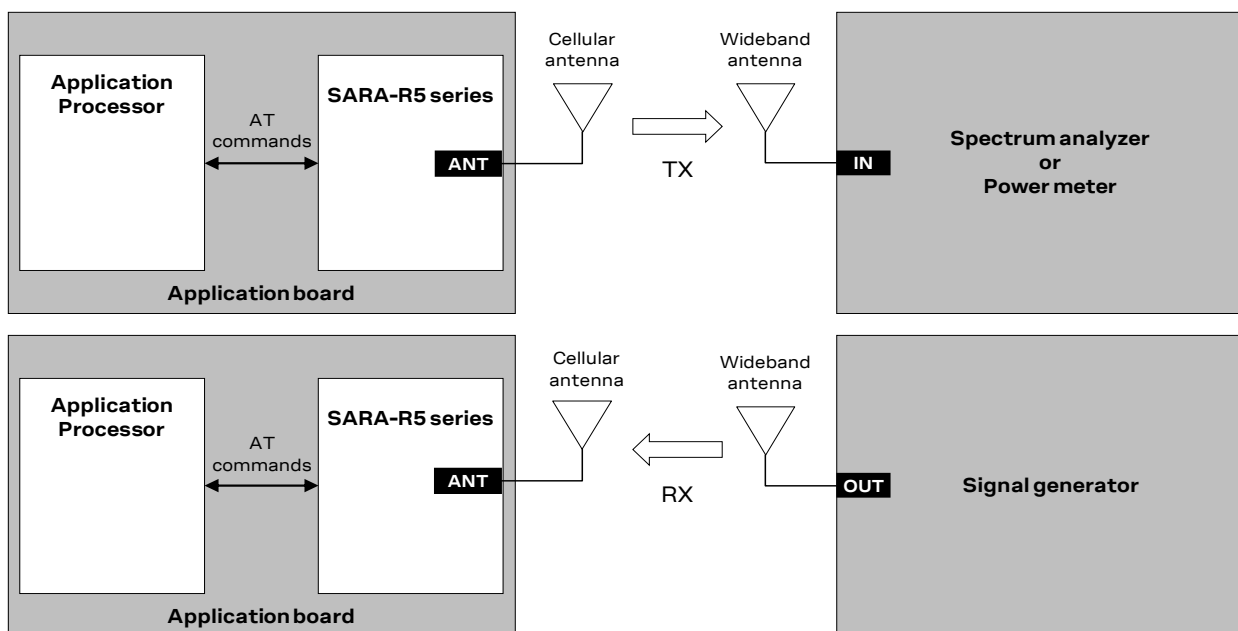 Application
Processor
AT
commands
SARA-R5 series
ANT
Application board
Cellular
antenna
TX
Wideband
antenna
IN
Spectrum analyzer
or
Power meter
Application
Processor
AT
commands
SARA-R5 series
ANT
Application board
Cellular
antenna
RX
Wideband
antenna
OUT
Signal generator